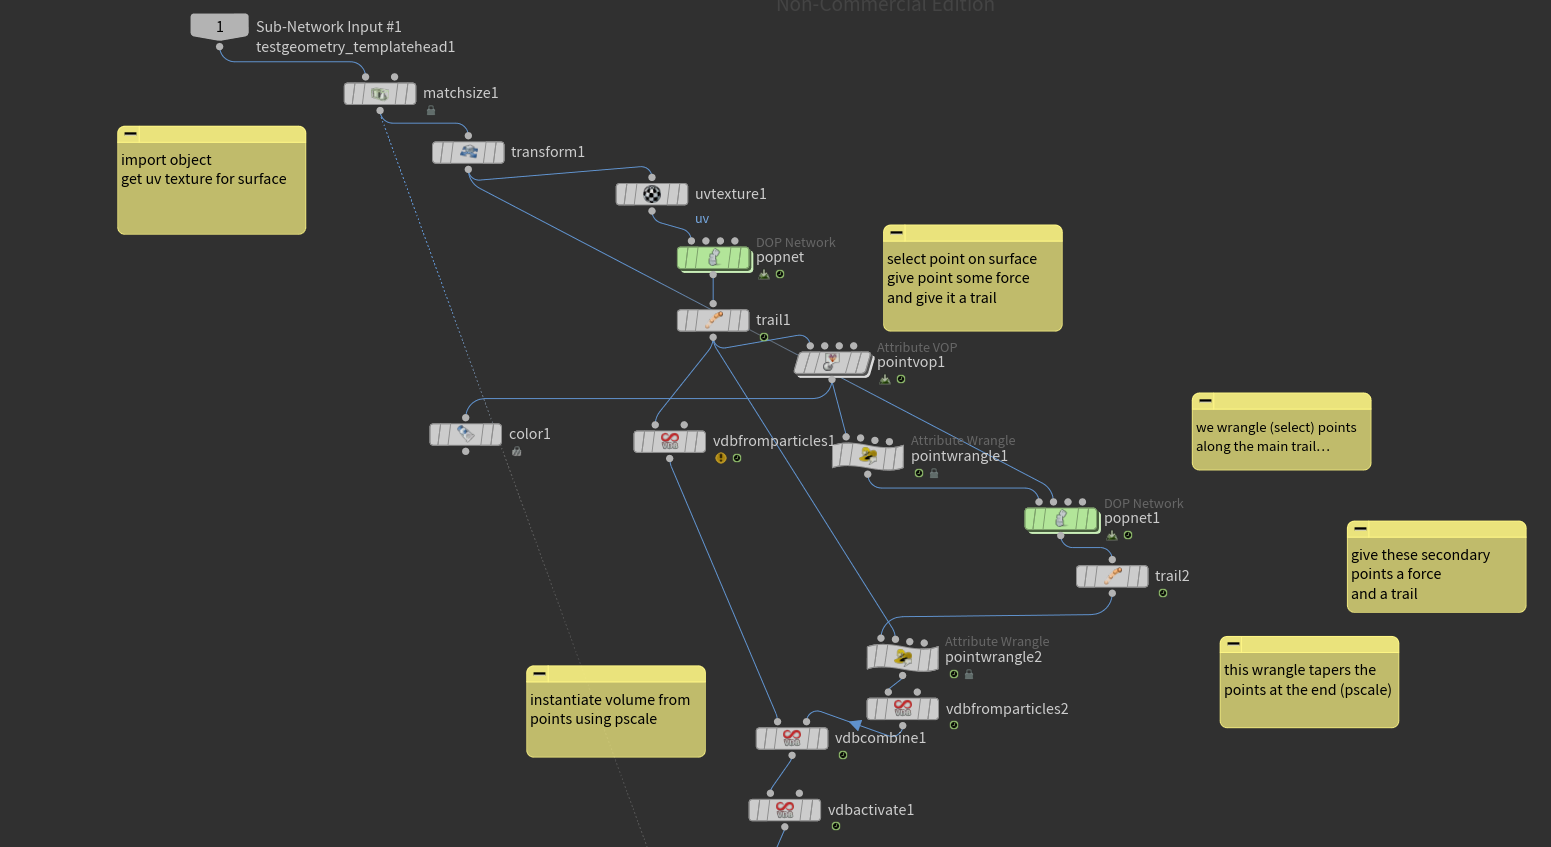 Non-Commercial Edition
1
Sub-Network Input #1
testgeometry_templatehead1
matchsize1
import object
get uv texture for surface
transform1
uvtexture1
uv
DOP Network
popnet
select point on surface
give point some force
and give it a trail
trail1
Attribute VOP
pointvop1
color1
vdbfromparticles1
Attribute Wrangle
pointwrangle1
we wrangle (select) points
along the main trail...
DOP Network
popnet1
give these secondary
points a force
and a trail
trail2
Attribute Wrangle
pointwrangle2
this wrangle tapers the
points at the end (pscale)
instantiate volume from
points using pscale
vdbfromparticles2
vdbcombine1
vdbactivate1